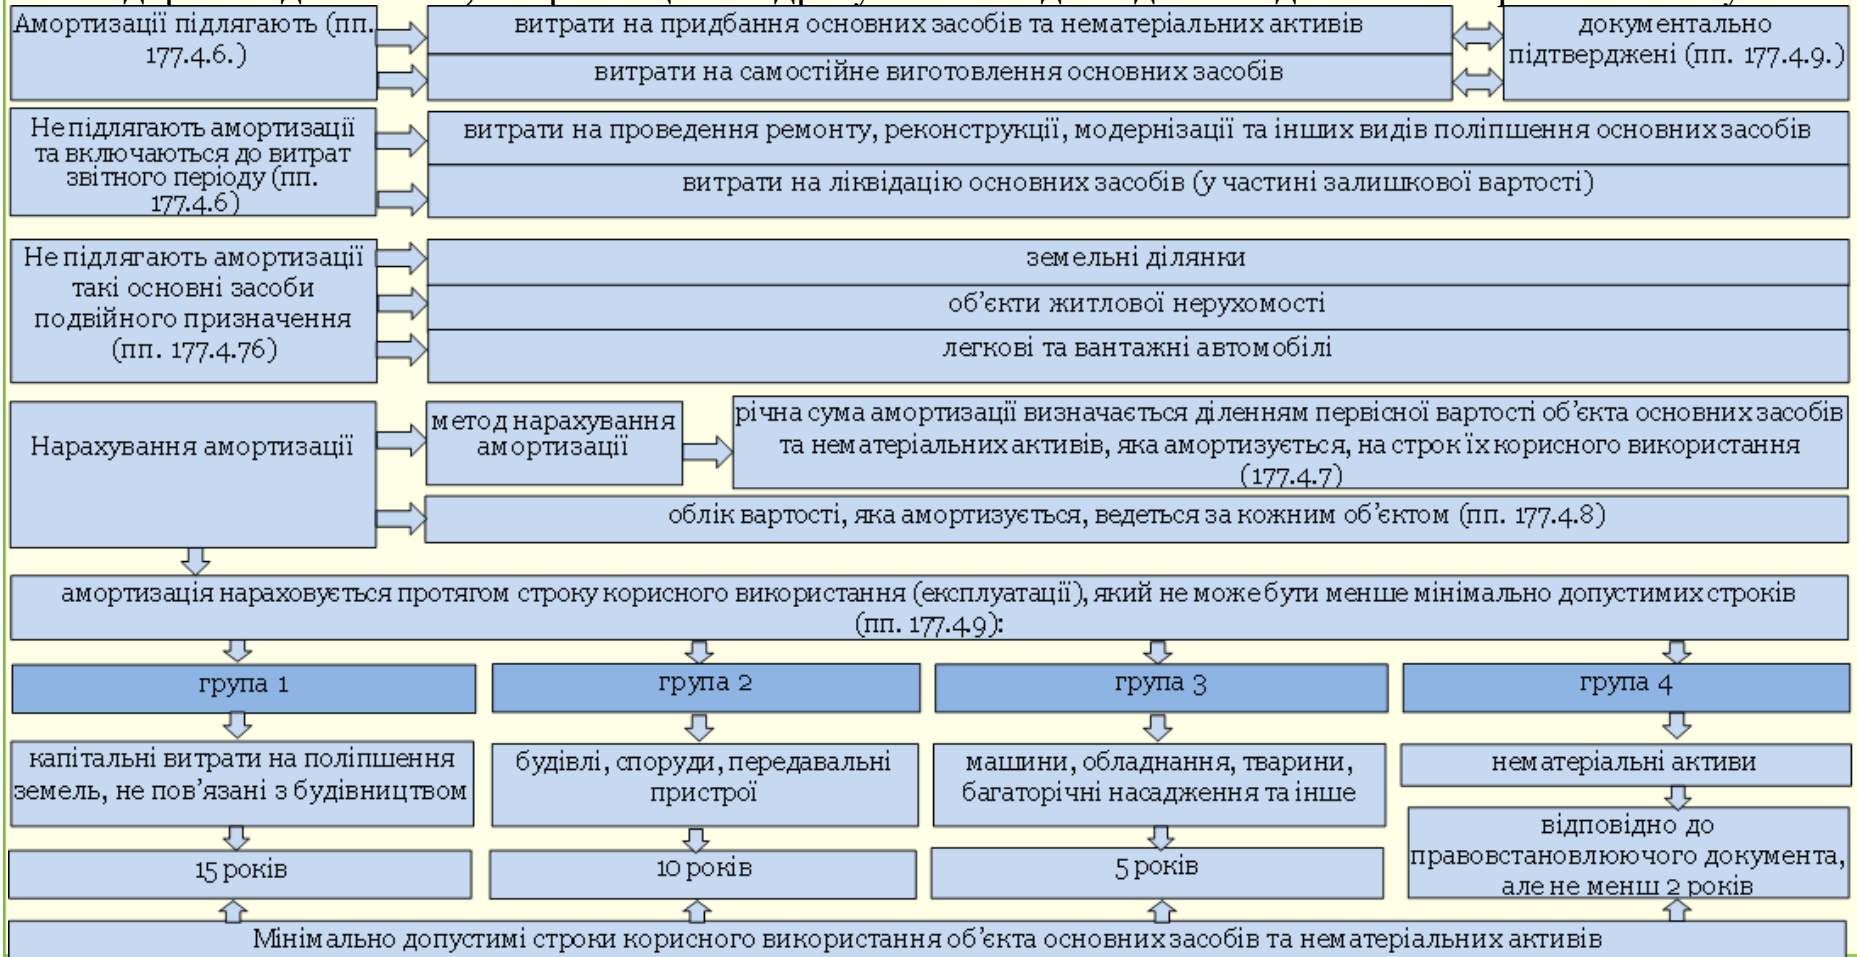 Амортизації підлягають (пп.
177.4.6.)
витрати на придбання основних засобів та нематеріальних активів
витрати на самостійне виготовлення основних засобів
документально
підтверджені (пп. 177.4.9.)
Не підлягають амортизації
та включаються до витрат
звітного періоду (пп.
177.4.6)
витрати на проведення ремонту, реконструкції, модернізації та інших видів поліпшення основних засобів
витрати на ліквідацію основних засобів (у частині залишкової вартості)
Не підлягають амортизації
такі основні засоби
подвійного призначення
(пп. 177.4.76)
земельні ділянки
об’єкти житлової нерухомості
легкові та вантажні автомобілі
Нарахування амортизації
метод нарахування
амортизації
річна сума амортизації визначається діленням первісної вартості об’єкта основних засобів
та нематеріальних активів, яка амортизується, на строк їх корисного використання
(177.4.7)
облік вартості, яка амортизується, ведеться за кожним об’єктом (пп. 177.4.8)
амортизація нараховується протягом строку корисного використання (експлуатації), який не може бути менше мінімально допустимих строків
(пп. 177.4.9):
група 1
група 2
група 3
група 4
капітальні витрати на поліпшення
земель, не пов’язані з будівництвом
будівлі, споруди, передавальні
пристрої
машини, обладнання, тварини,
багаторічні насадження та інше
нематеріальні активи
15 років
10 років
5 років
відповідно до
правовстановлюючого документа,
але не менш 2 років
Мінімально допустимі строки корисного використання об’єкта основних засобів та нематеріальних активів